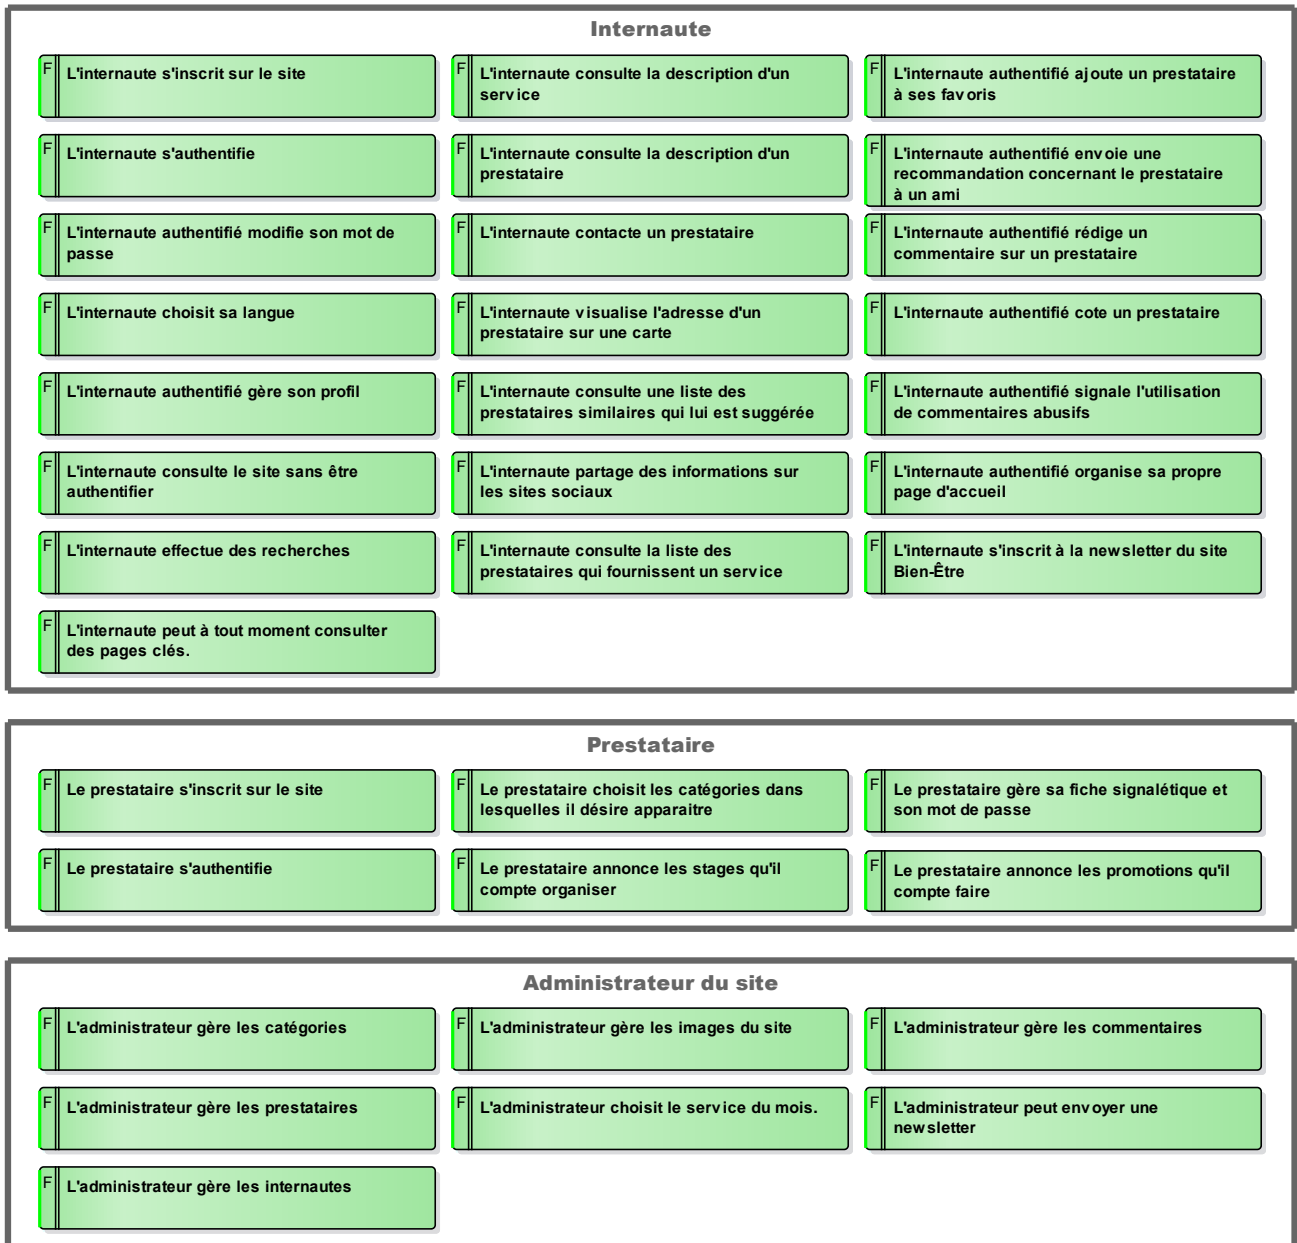 Internaute
F
L'internaute s'inscrit sur le site
F
L'internaute consulte la description d'un
service
F
L'internaute authentifié ajoute un prestataire
à ses favoris
F
L'internaute s'authentifie
F
L'internaute consulte la description d'un
prestataire
F
L'internaute authentifié envoie une
recommandation concernant le prestataire
à un ami
F
L'internaute authentifié modifie son mot de
passe
F
L'internaute contacte un prestataire
F
L'internaute authentifié rédige un
commentaire sur un prestataire
F
L'internaute choisit sa langue
F
L'internaute visualise l'adresse d'un
prestataire sur une carte
F
L'internaute authentifié cote un prestataire
F
L'internaute authentifié gère son profil
F
L'internaute consulte une liste des
prestataires similaires qui lui est suggérée
F
L'internaute authentifié signale l'utilisation
de commentaires abusifs
F
L'internaute consulte le site sans être
authentifier
F
L'internaute partage des informations sur
les sites sociaux
F
L'internaute authentifié organise sa propre
page d'accueil
F
L'internaute effectue des recherches
F
L'internaute consulte la liste des
prestataires qui fournissent un service
F
L'internaute s'inscrit à la newsletter du site
Bien-Être
F
L'internaute peut à tout moment consulter
des pages clés.
Prestataire
F
Le prestataire s'inscrit sur le site
F
Le prestataire choisit les catégories dans
lesquelles il désire apparaitre
F
Le prestataire gère sa fiche signalétique et
son mot de passe
F
Le prestataire s'authentifie
F
Le prestataire annonce les stages qu'il
compte organiser
F
Le prestataire annonce les promotions qu'il
compte faire
Administrateur du site
F
L'administrateur gère les catégories
F
L'administrateur gère les images du site
F
L'administrateur gère les commentaires
F
L'administrateur gère les prestataires
F
L'administrateur choisit le service du mois.
F
L'administrateur peut envoyer une
newsletter
F
L'administrateur gère les internautes